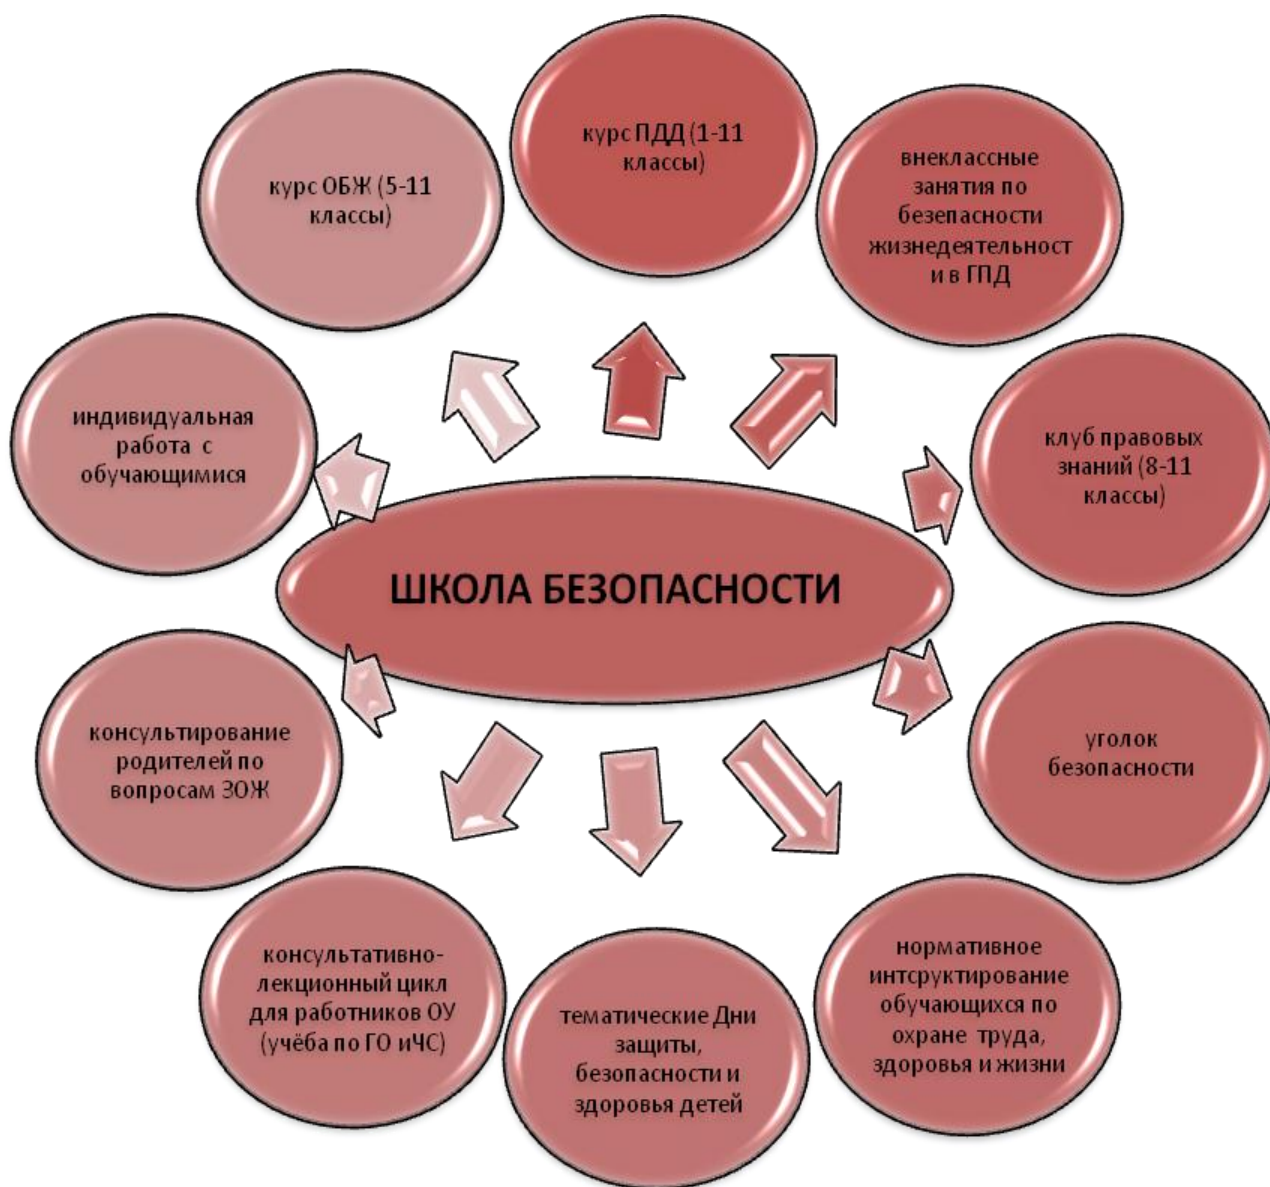 курс ПДД (1-11
классы)
внеклассные
занятия по
безепасности
жизнедеятельност
и в ГПД
клуб правовых
знаний (8-11
классы)
уголок
безопасности
нормативное
интсруктирование
обучающихся по
охране труда,
здоровья и жизни
тематические Дни
защиты,
безопасности и
здоровья детей
консультативно-
лекционный цикл
для работников ОУ
(учёба по ГО иЧС)
консультирование
родителей по
вопросам ЗОЖ
индивидуальная
работа с
обучающимися
курс ОБЖ (5-11
классы)
ШКОЛА БЕЗОПАСНОСТИ